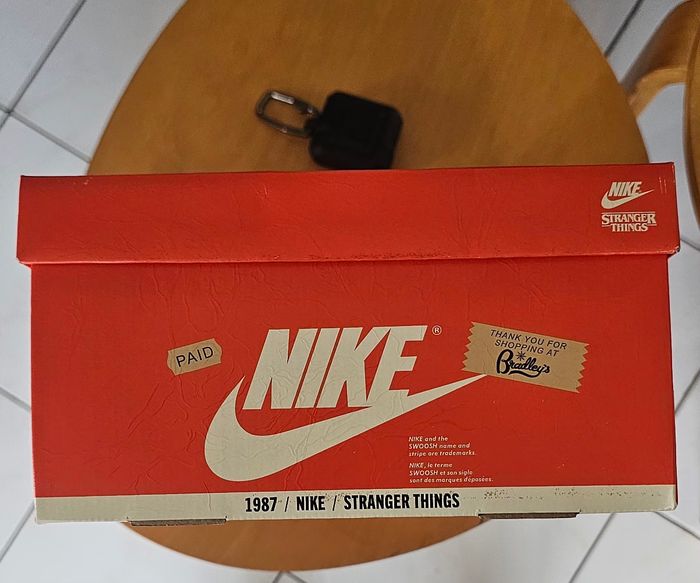 NIKE
STRANGER
THINGS
PAID
NIKE®
THANK YOU FOR
SHOPPING AT
Bradley's
NIKE and the
SWOOSH name and
stripe are trademarks.
NIKE, le terme
SWOOSH et son sigle
sont des marques déposées.
1987 / NIKE / STRANGER THINGS